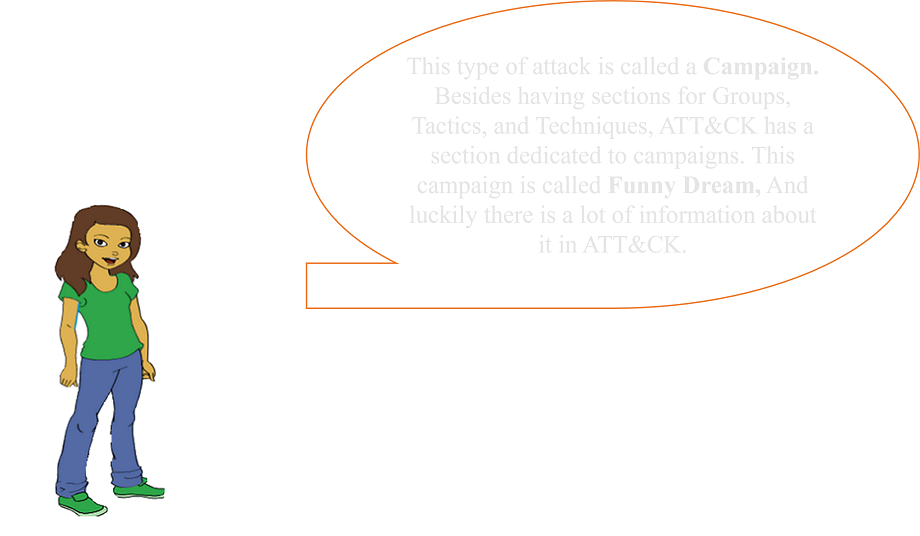 This type of attack is called a Campaign.
Besides having sections for Groups,
Tactics, and Techniques, ATT&CK has a
section dedicated to campaigns. This
campaign is called Funny Dream, And
luckily there is a lot of information about
it in ATT&CK.